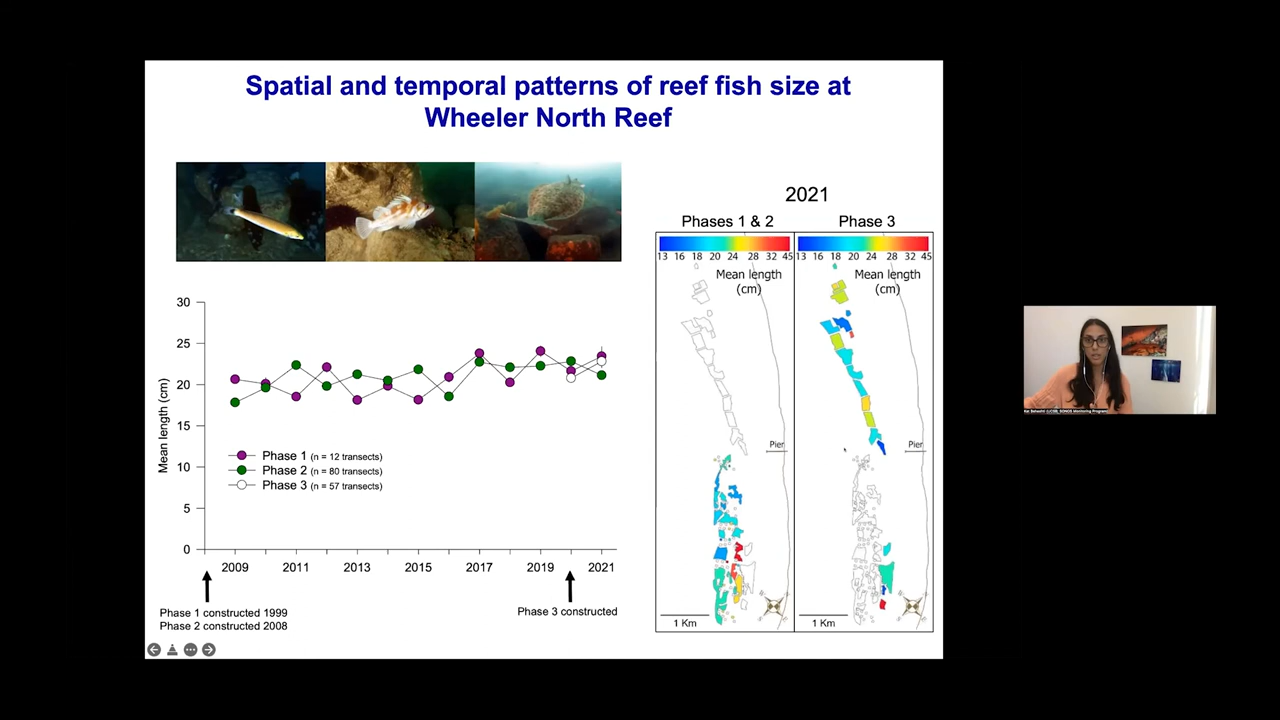 Spatial and temporal patterns of reef fish size at
Wheeler North Reef
2021
Phases 1 & 2
Phase 3
13 16 18 20 24 28 32 45
13 16 18 20 24 28 32 45
Mean length
(cm)
Mean length
(cm)
Pier
Pier
1 Km
1 Km
Mean length (cm)
30
25
20
15
10
5
0
Phase 1 (n = 12 transects)
Phase 2 (n = 80 transects)
Phase 3 (n = 57 transects)
2009 2011 2013 2015 2017 2019 2021
Phase 1 constructed 1999
Phase 2 constructed 2008
Phase 3 constructed